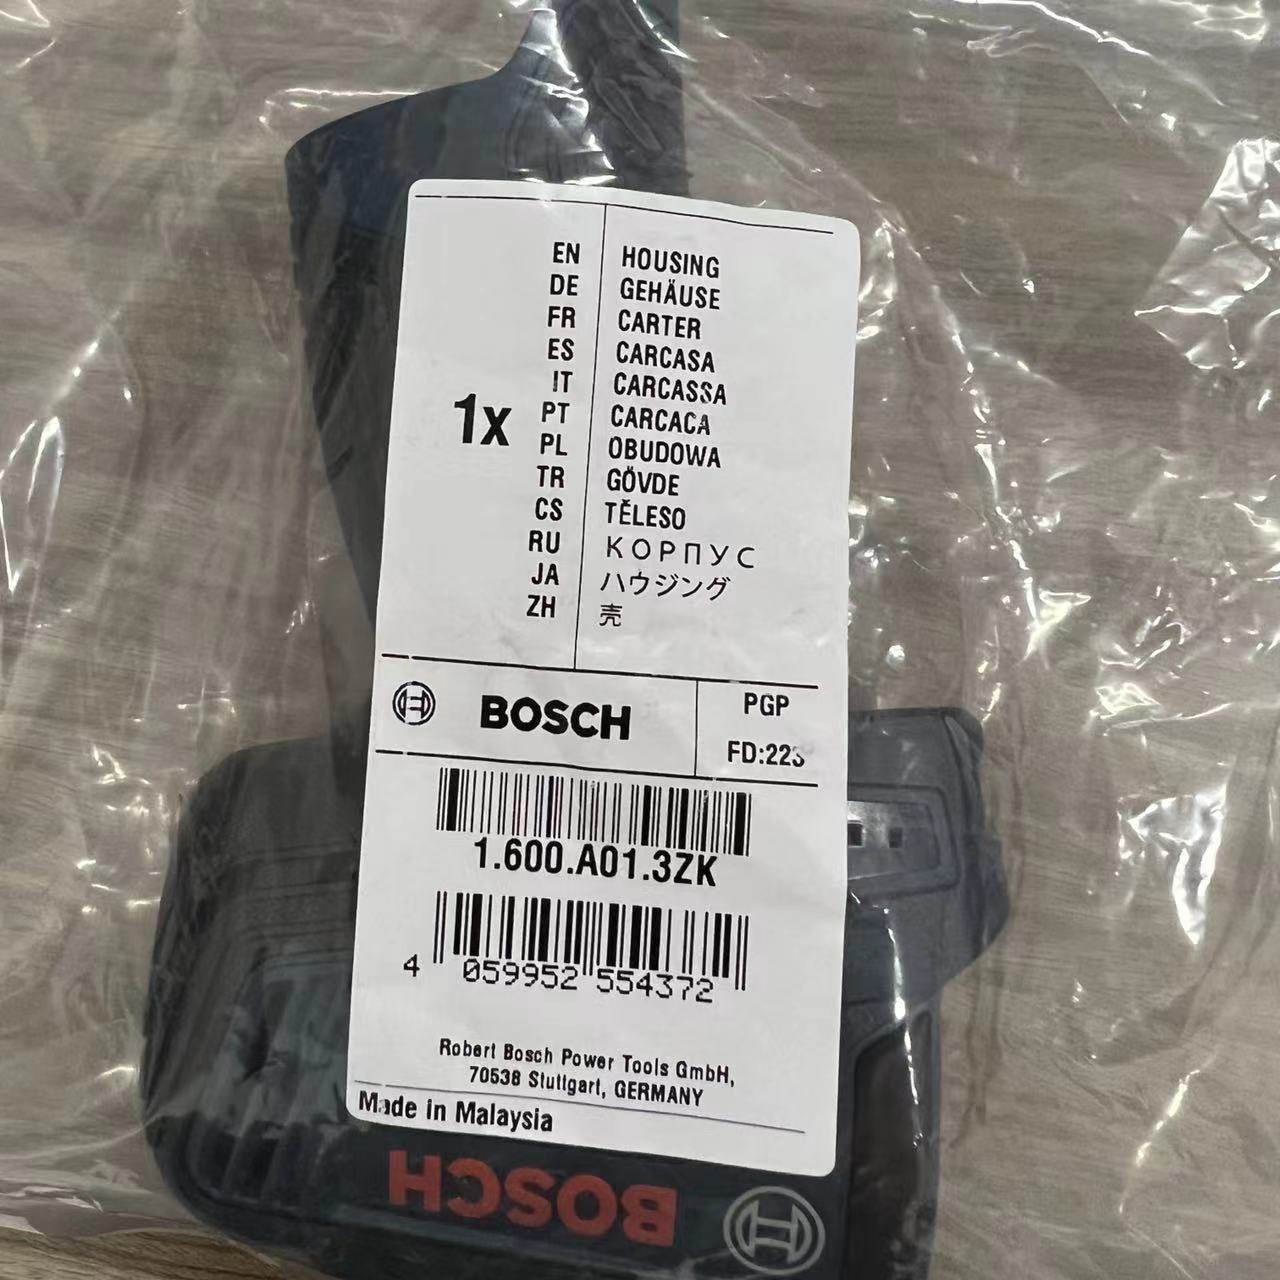 1x
EN HOUSING
DE GEHÄUSE
FR CARTER
ES CARCASA
IT CARCASSA
PT CARCACA
PL OBUDOWA
TR GÖVDE
CS TĚLESO
RU КОРПУС
JA ハウジング
ZH 壳
BOSCH
PGP
FD:223
1.600.A01.3ZK
4 059952 554372
Robert Bosch Power Tools GmbH,
70538 Stuttgart, GERMANY
Made in Malaysia
BOSCH